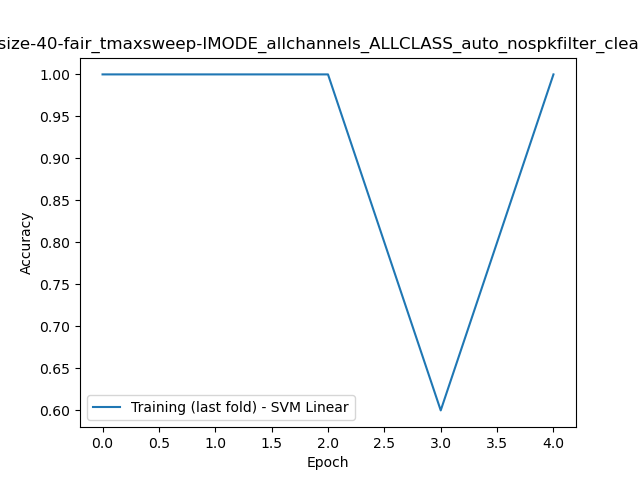 size-40-fair_tmaxsweep-IMODE_allchannels_ALLCLASS_auto_nospkfilter_clea
1.00
0.95
0.90
0.85
0.80
0.75
0.70
0.65
0.60
Accuracy
Training (last fold) - SVM Linear
0.0 0.5 1.0 1.5 2.0 2.5 3.0 3.5 4.0
Epoch